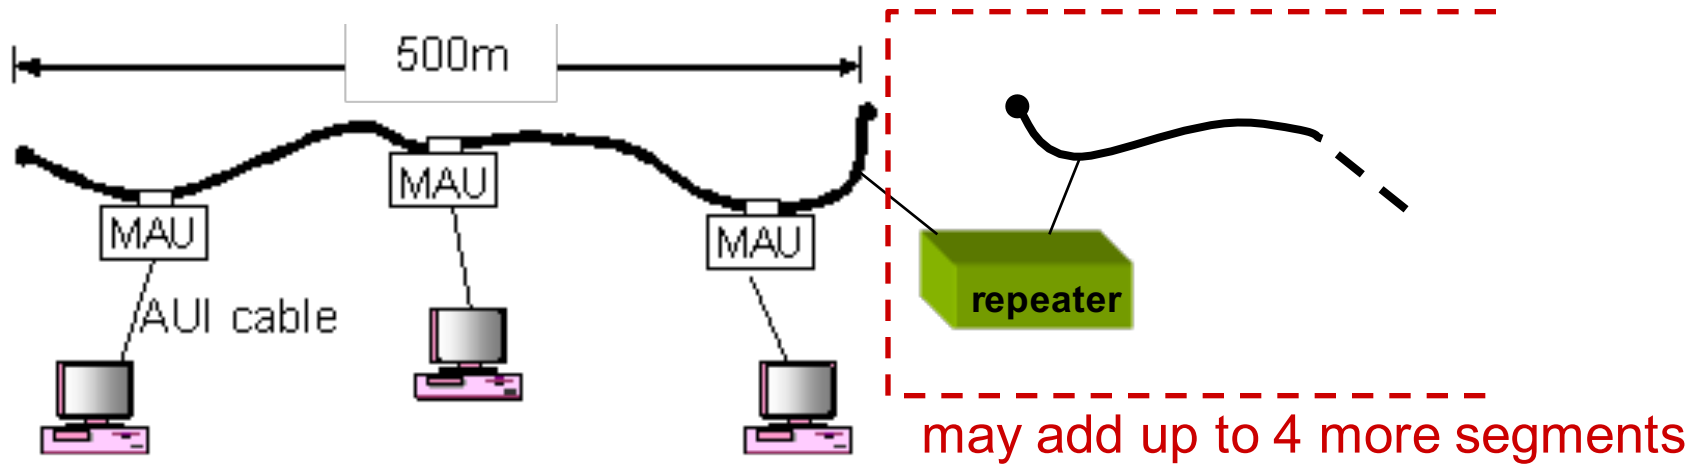 500m
MAU
MAU
MAU
AUI cable
repeater
may add up to 4 more segments